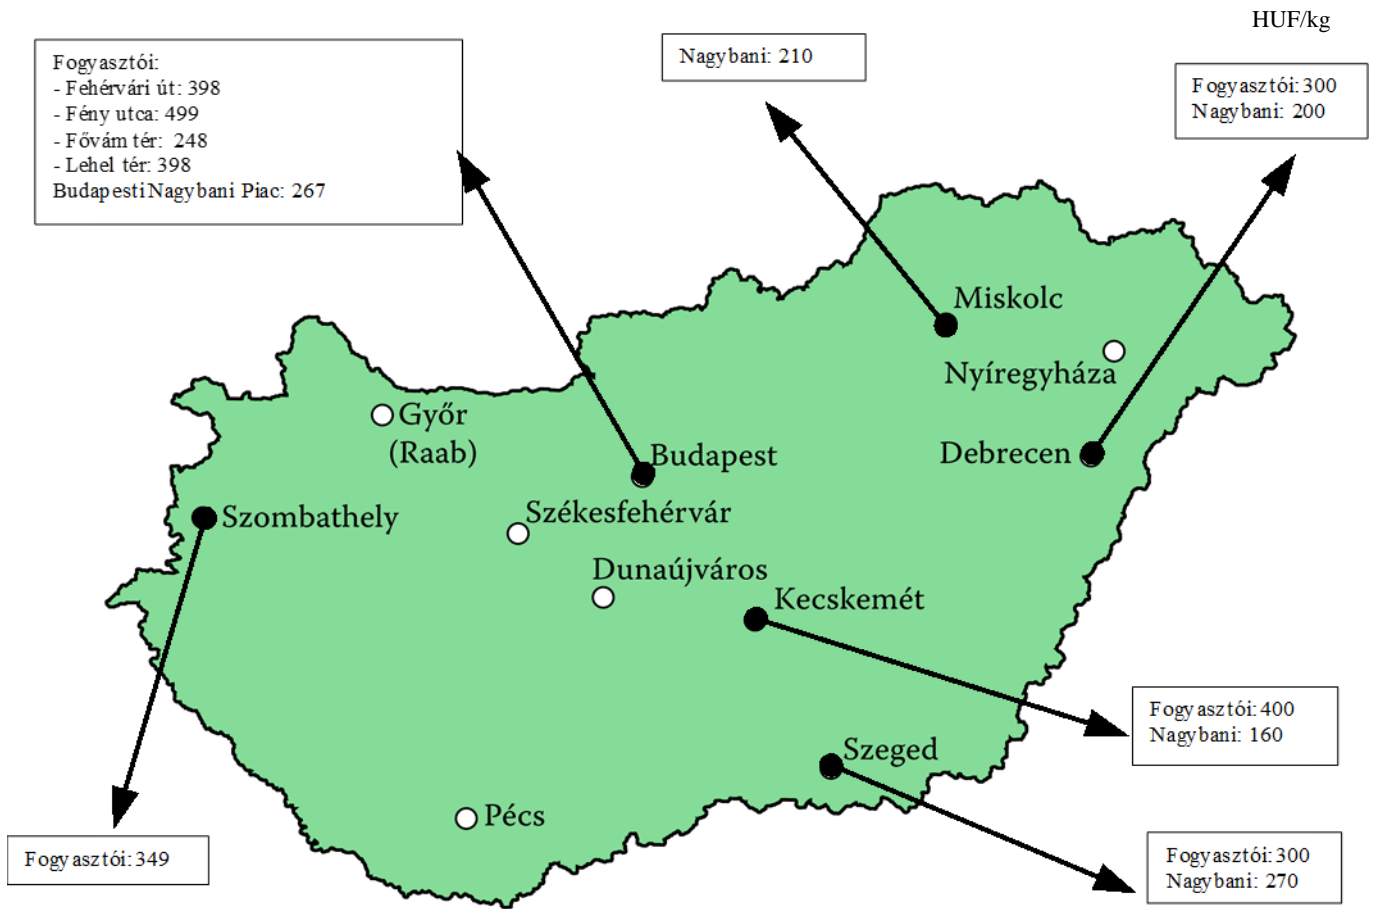 HUF/kg
Fogyasztói:
- Fehérvári út: 398
- Fény utca: 499
- Fővám tér: 248
- Lehel tér: 398
Budapesti Nagybani Piac: 267
Nagybani: 210
Fogyasztói: 300
Nagybani: 200
Miskolc
Nyíregyháza
Győr
(Raab)
Budapest
Debrecen
Szombathely
Székesfehérvár
Dunaújváros
Kecskemét
Fogyasztói: 400
Nagybani: 160
Szeged
Pécs
Fogyasztói: 349
Fogyasztói: 300
Nagybani: 270